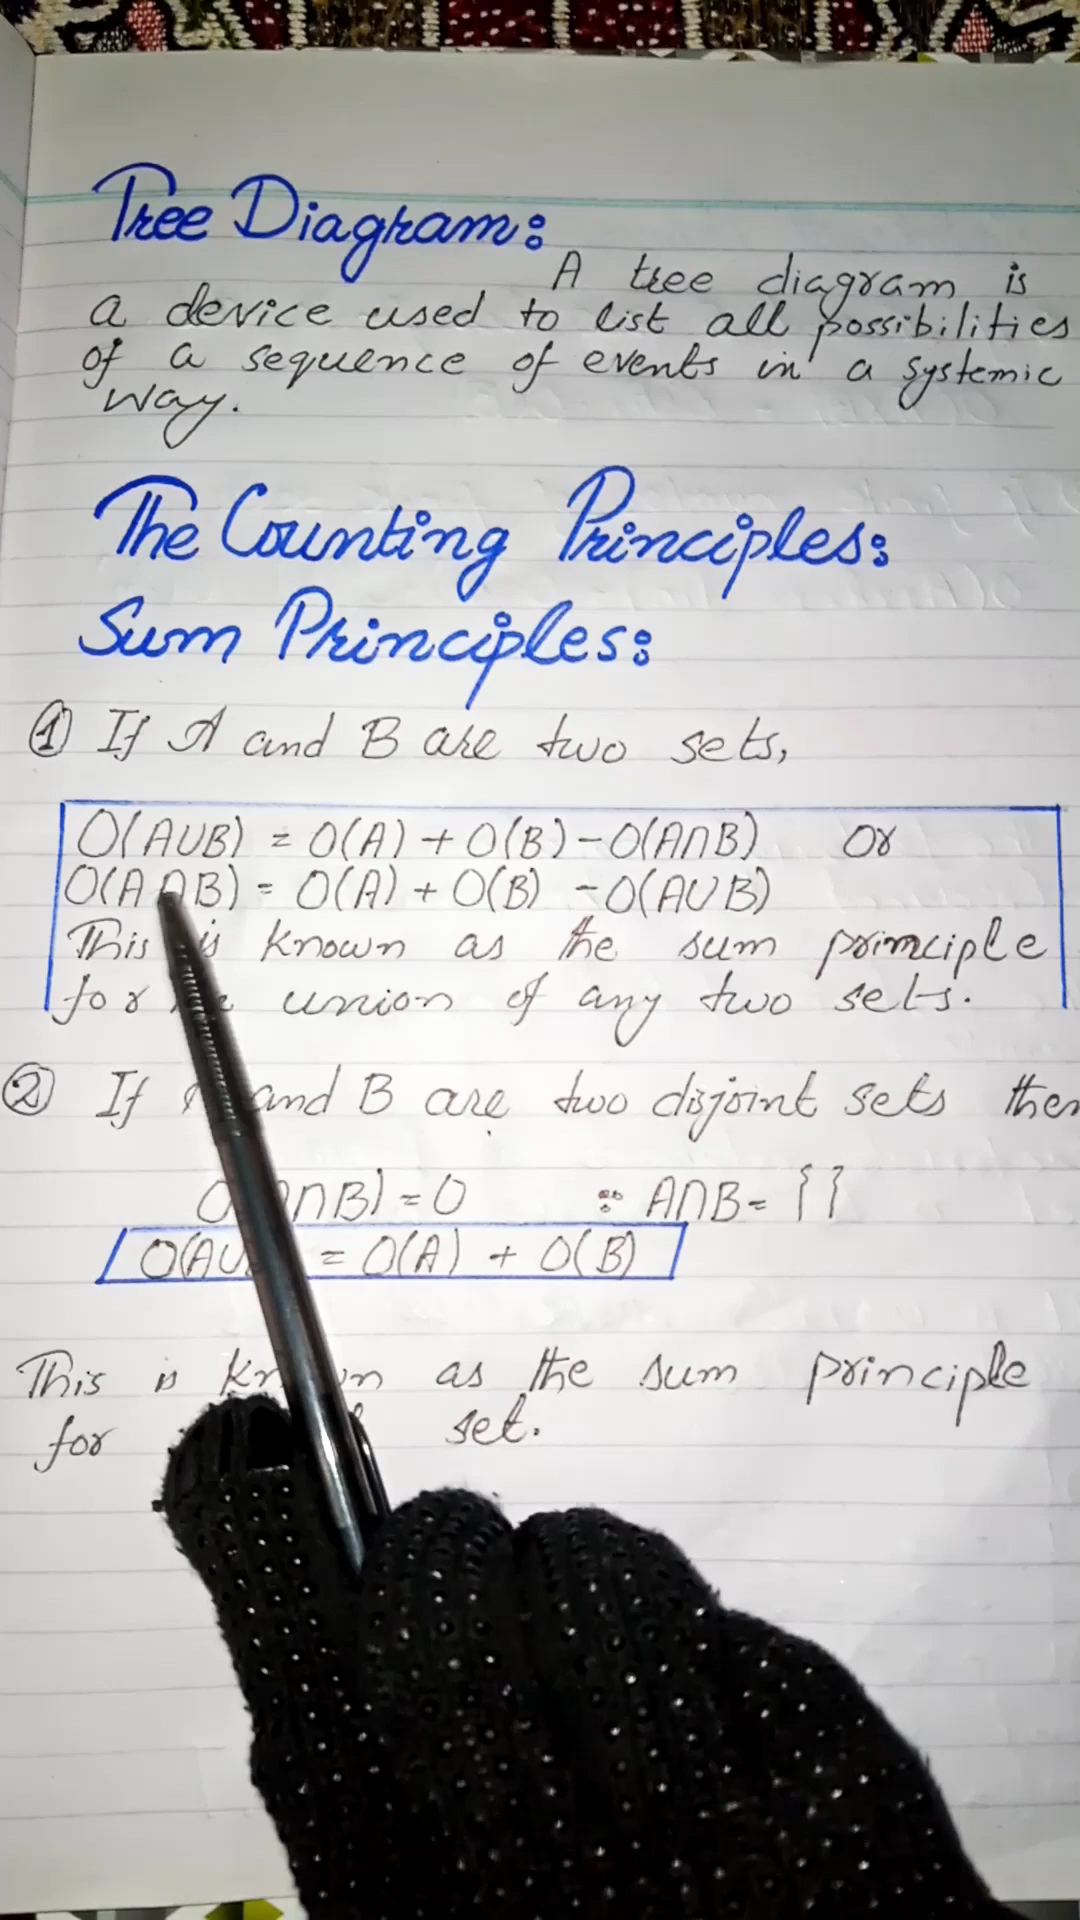 Tree Diagram:
A tree diagram is
a device used to list all possibilities
of a sequence of events in a systemic
way.
The Counting Principles:
Sum Principles:
① If A and B are two sets,
O(A∪B) = O(A) + O(B) - O(A∩B) Or
O(A∩B) = O(A) + O(B) - O(A∪B)
This is known as the sum principle
for union of any two sets.
② If and B are two disjoint sets then
∩B) = 0 ∵ A∩B = { }
O(A∪ = O(A) + O(B)
This is as the sum principle
for set.